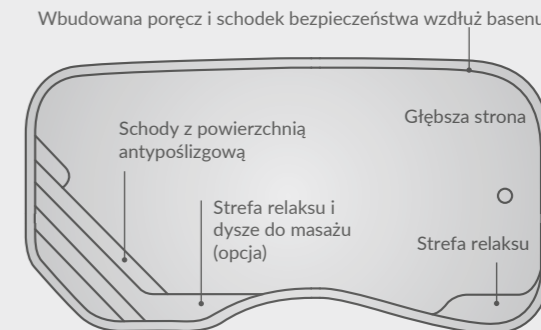 Wbudowana poręcz i schodek bezpieczeństwa wzdłuż basenu
Głębsza strona
Schody z powierzchnią
antypoślizgową
Strefa relaksu i
dysze do masażu
(opcja)
Strefa relaksu